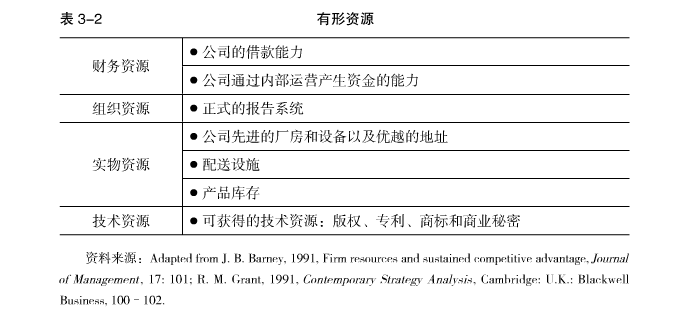 表 3-2 有形资源
财务资源 ● 公司的借款能力
● 公司通过内部运营产生资金的能力
组织资源 ● 正式的报告系统
● 公司先进的厂房和设备以及优越的地址
实物资源 ● 配送设施
● 产品库存
技术资源 ● 可获得的技术资源：版权、专利、商标和商业秘密
资料来源：Adapted from J. B. Barney, 1991, Firm resources and sustained competitive advantage, Journal
of Management, 17: 101; R. M. Grant, 1991, Contemporary Strategy Analysis, Cambridge: U.K.: Blackwell
Business, 100 - 102.